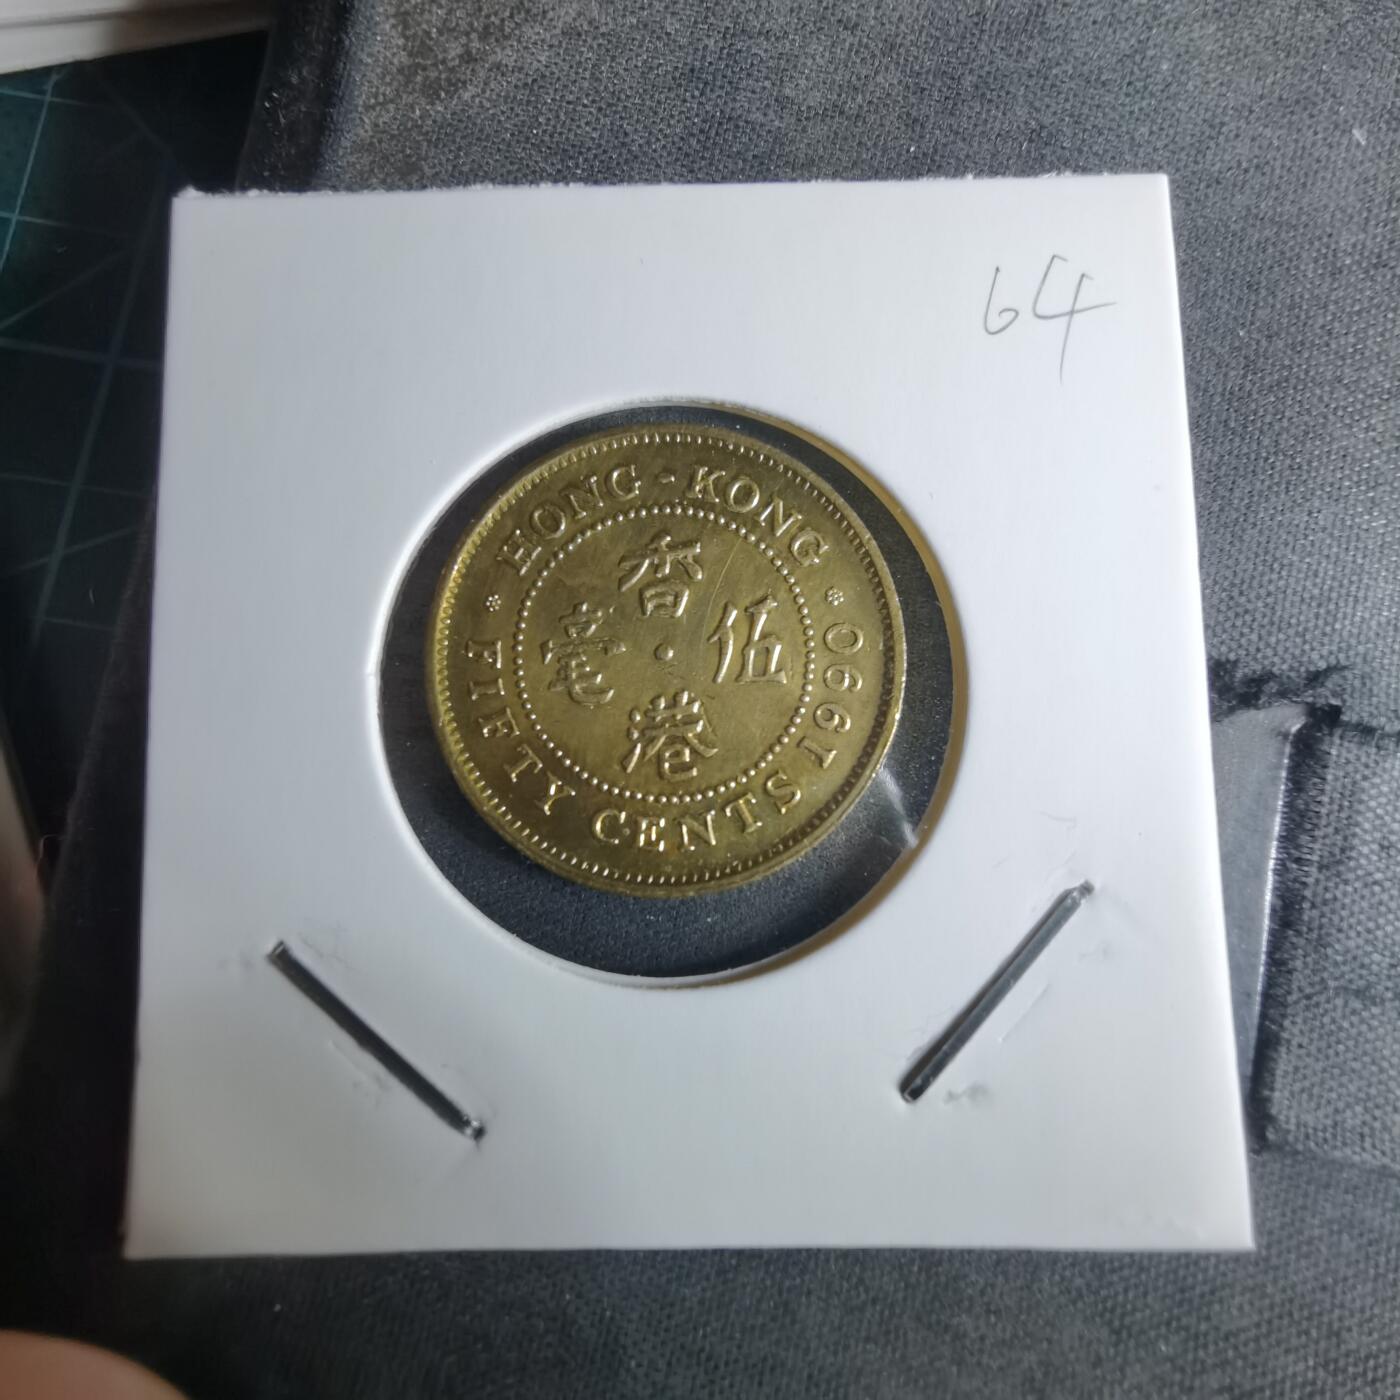 64
HONG · KONG
香港
伍毫
FIFTY CENTS 1990